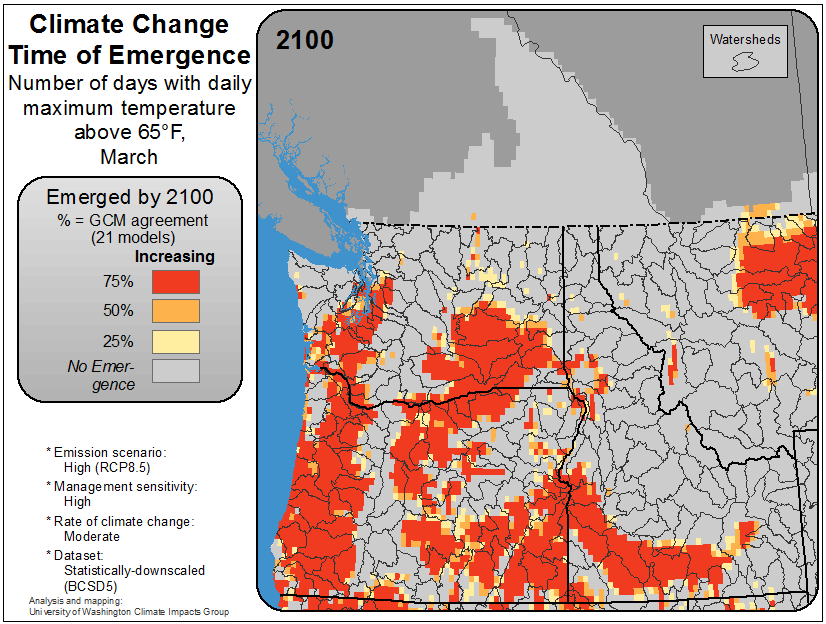 Climate Change
Time of Emergence
Number of days with daily
maximum temperature
above 65°F,
March
Emerged by 2100
% = GCM agreement
(21 models)
Increasing
75%
50%
25%
No Emer-
gence
* Emission scenario:
High (RCP8.5)
* Management sensitivity:
High
* Rate of climate change:
Moderate
* Dataset:
Statistically-downscaled
(BCSD5)
Analysis and mapping:
University of Washington Climate Impacts Group
2100
Watersheds